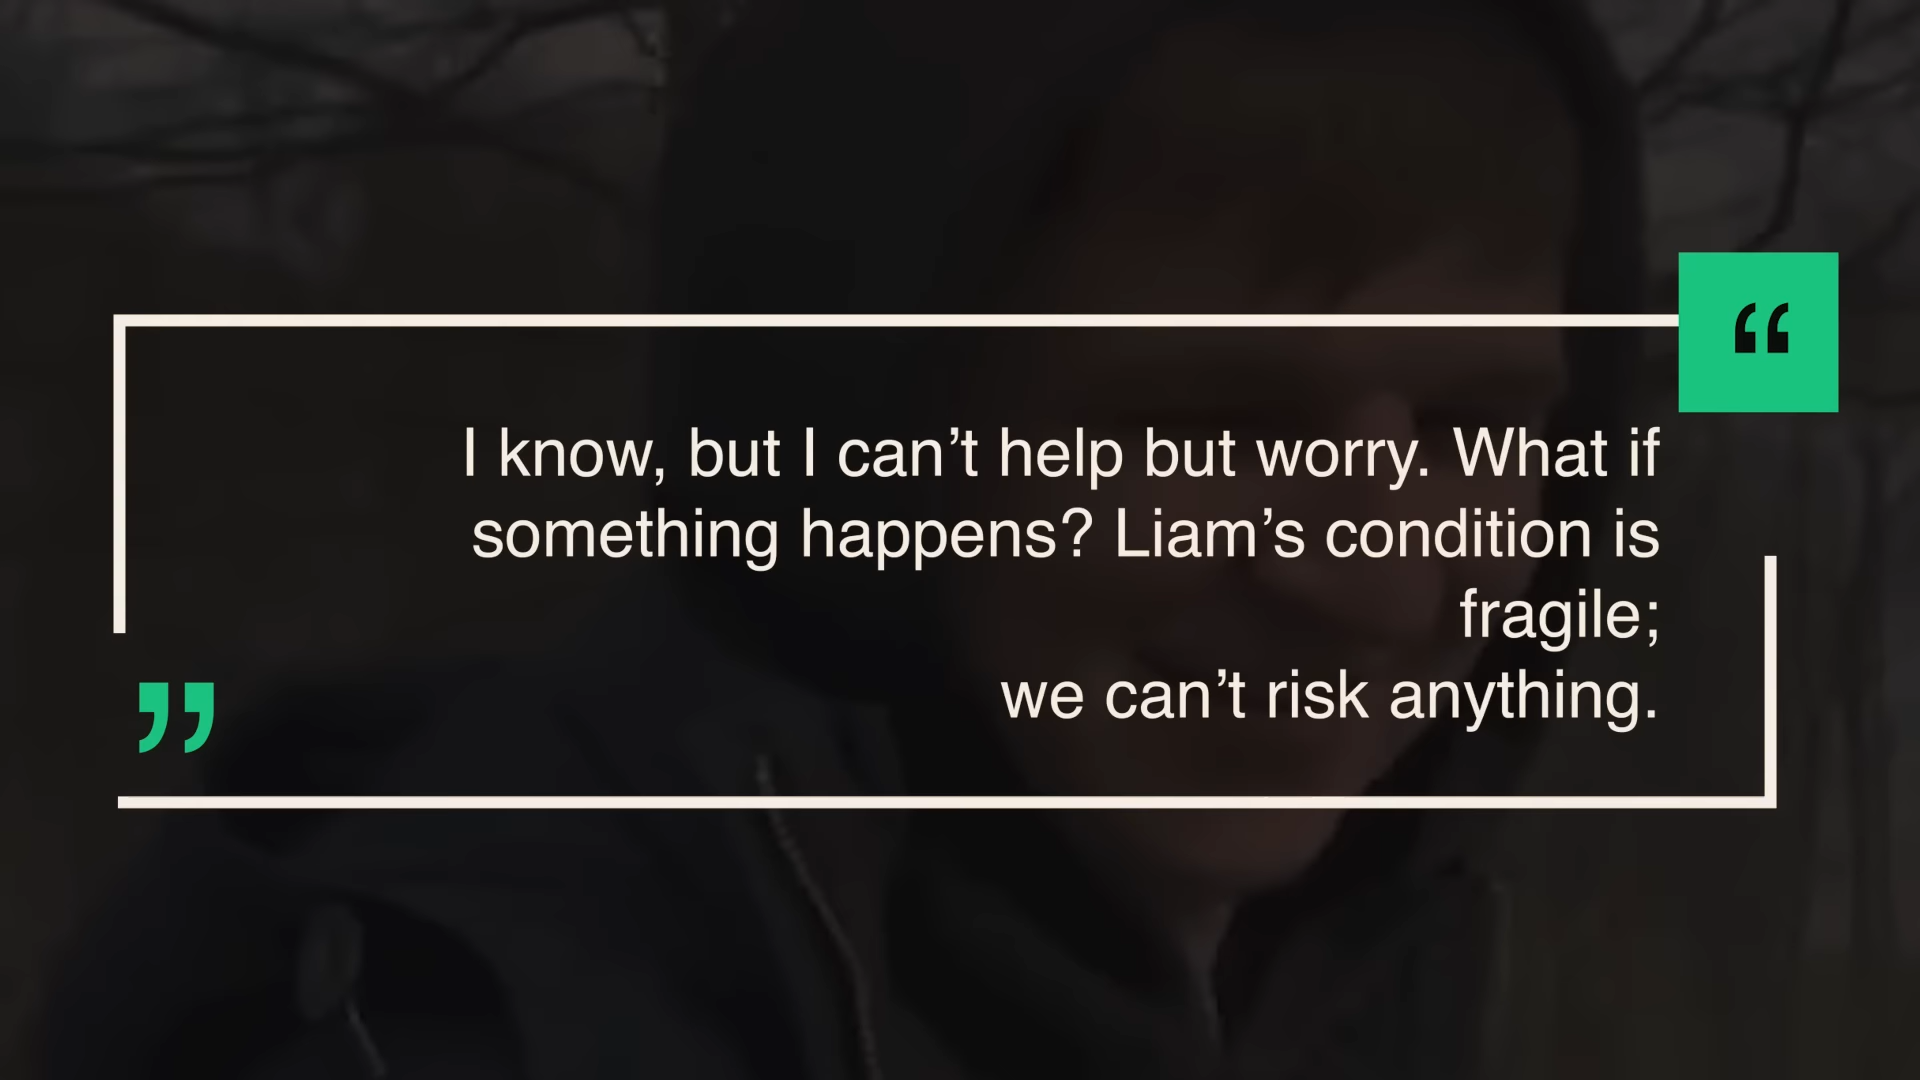 “
I know, but I can’t help but worry. What if
something happens? Liam’s condition is
fragile;
we can’t risk anything.
”